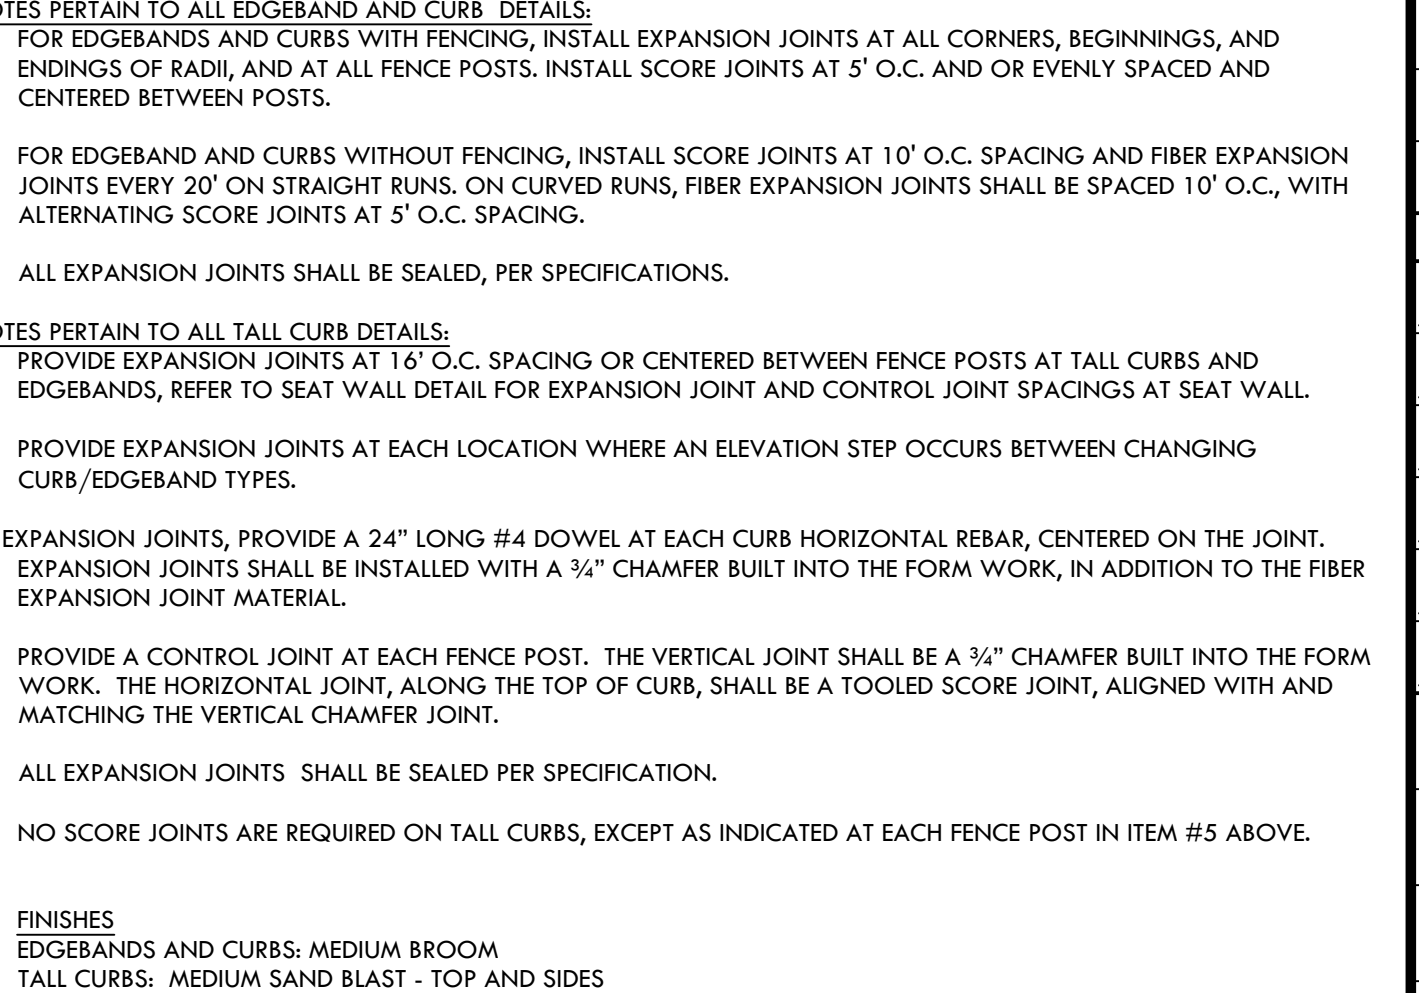 OTES PERTAIN TO ALL EDGEBAND AND CURB  DETAILS:
FOR EDGEBANDS AND CURBS WITH FENCING, INSTALL EXPANSION JOINTS AT ALL CORNERS, BEGINNINGS, AND
ENDINGS OF RADII, AND AT ALL FENCE POSTS. INSTALL SCORE JOINTS AT 5' O.C. AND OR EVENLY SPACED AND
CENTERED BETWEEN POSTS.
FOR EDGEBAND AND CURBS WITHOUT FENCING, INSTALL SCORE JOINTS AT 10' O.C. SPACING AND FIBER EXPANSION
JOINTS EVERY 20' ON STRAIGHT RUNS. ON CURVED RUNS, FIBER EXPANSION JOINTS SHALL BE SPACED 10' O.C., WITH
ALTERNATING SCORE JOINTS AT 5' O.C. SPACING.
ALL EXPANSION JOINTS SHALL BE SEALED, PER SPECIFICATIONS.
OTES PERTAIN TO ALL TALL CURB DETAILS:
PROVIDE EXPANSION JOINTS AT 16’ O.C. SPACING OR CENTERED BETWEEN FENCE POSTS AT TALL CURBS AND
EDGEBANDS, REFER TO SEAT WALL DETAIL FOR EXPANSION JOINT AND CONTROL JOINT SPACINGS AT SEAT WALL.
PROVIDE EXPANSION JOINTS AT EACH LOCATION WHERE AN ELEVATION STEP OCCURS BETWEEN CHANGING
CURB/EDGEBAND TYPES.
EXPANSION JOINTS, PROVIDE A 24” LONG #4 DOWEL AT EACH CURB HORIZONTAL REBAR, CENTERED ON THE JOINT.
EXPANSION JOINTS SHALL BE INSTALLED WITH A ¾” CHAMFER BUILT INTO THE FORM WORK, IN ADDITION TO THE FIBER
EXPANSION JOINT MATERIAL.
PROVIDE A CONTROL JOINT AT EACH FENCE POST.  THE VERTICAL JOINT SHALL BE A ¾” CHAMFER BUILT INTO THE FORM
WORK.  THE HORIZONTAL JOINT, ALONG THE TOP OF CURB, SHALL BE A TOOLED SCORE JOINT, ALIGNED WITH AND
MATCHING THE VERTICAL CHAMFER JOINT.
ALL EXPANSION JOINTS  SHALL BE SEALED PER SPECIFICATION.
NO SCORE JOINTS ARE REQUIRED ON TALL CURBS, EXCEPT AS INDICATED AT EACH FENCE POST IN ITEM #5 ABOVE.
FINISHES
EDGEBANDS AND CURBS: MEDIUM BROOM
TALL CURBS:  MEDIUM SAND BLAST - TOP AND SIDES